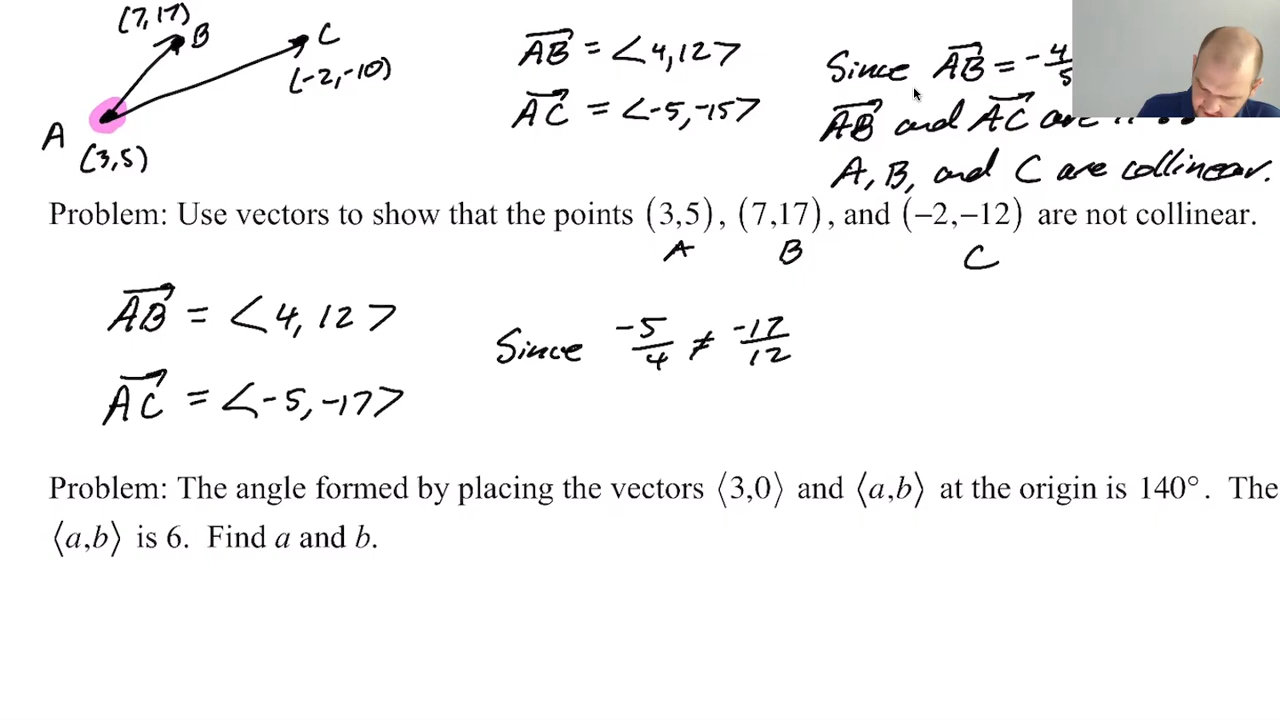 (7,17)
B
C
(-2,-10)
A
(3,5)
AB = <4,12>
AC = <-5,-15>
Since AB = -4/5
AB and AC are
A, B, and C are collinear.
Problem: Use vectors to show that the points (3,5), (7,17), and (−2,−12) are not collinear.
A B C
AB = <4,12>
Since -5/4 ≠ -17/12
AC = <-5,-17>
Problem: The angle formed by placing the vectors ⟨3,0⟩ and ⟨a,b⟩ at the origin is 140°. The
⟨a,b⟩ is 6. Find a and b.